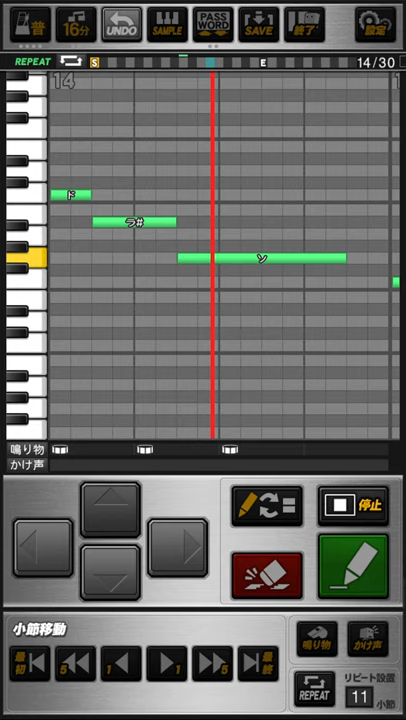 普 16分 UNDO SAMPLE PASS WORD SAVE 終了 設定
REPEAT S E 14/30
14
ド
ラ#
ソ
鳴り物
かけ声
停止
小節移動
最初 5 1 1 5 最終
鳴り物 かけ声
REPEAT リピート設置 11 小節